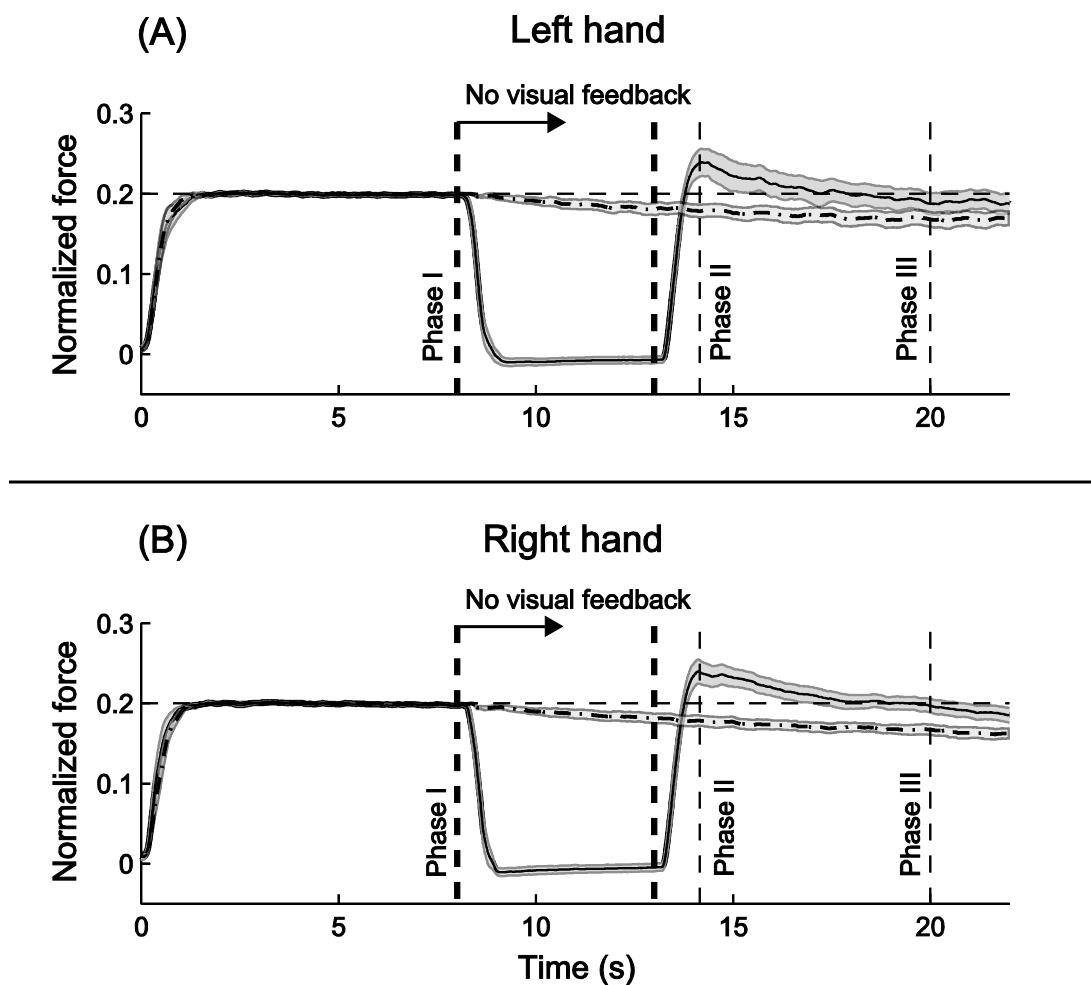 (A)
Left hand
No visual feedback
Normalized force
0.3
0.2
0.1
0
Phase I
Phase II
Phase III
0 5 10 15 20
(B)
Right hand
No visual feedback
Normalized force
0.3
0.2
0.1
0
Phase I
Phase II
Phase III
0 5 10 15 20
Time (s)